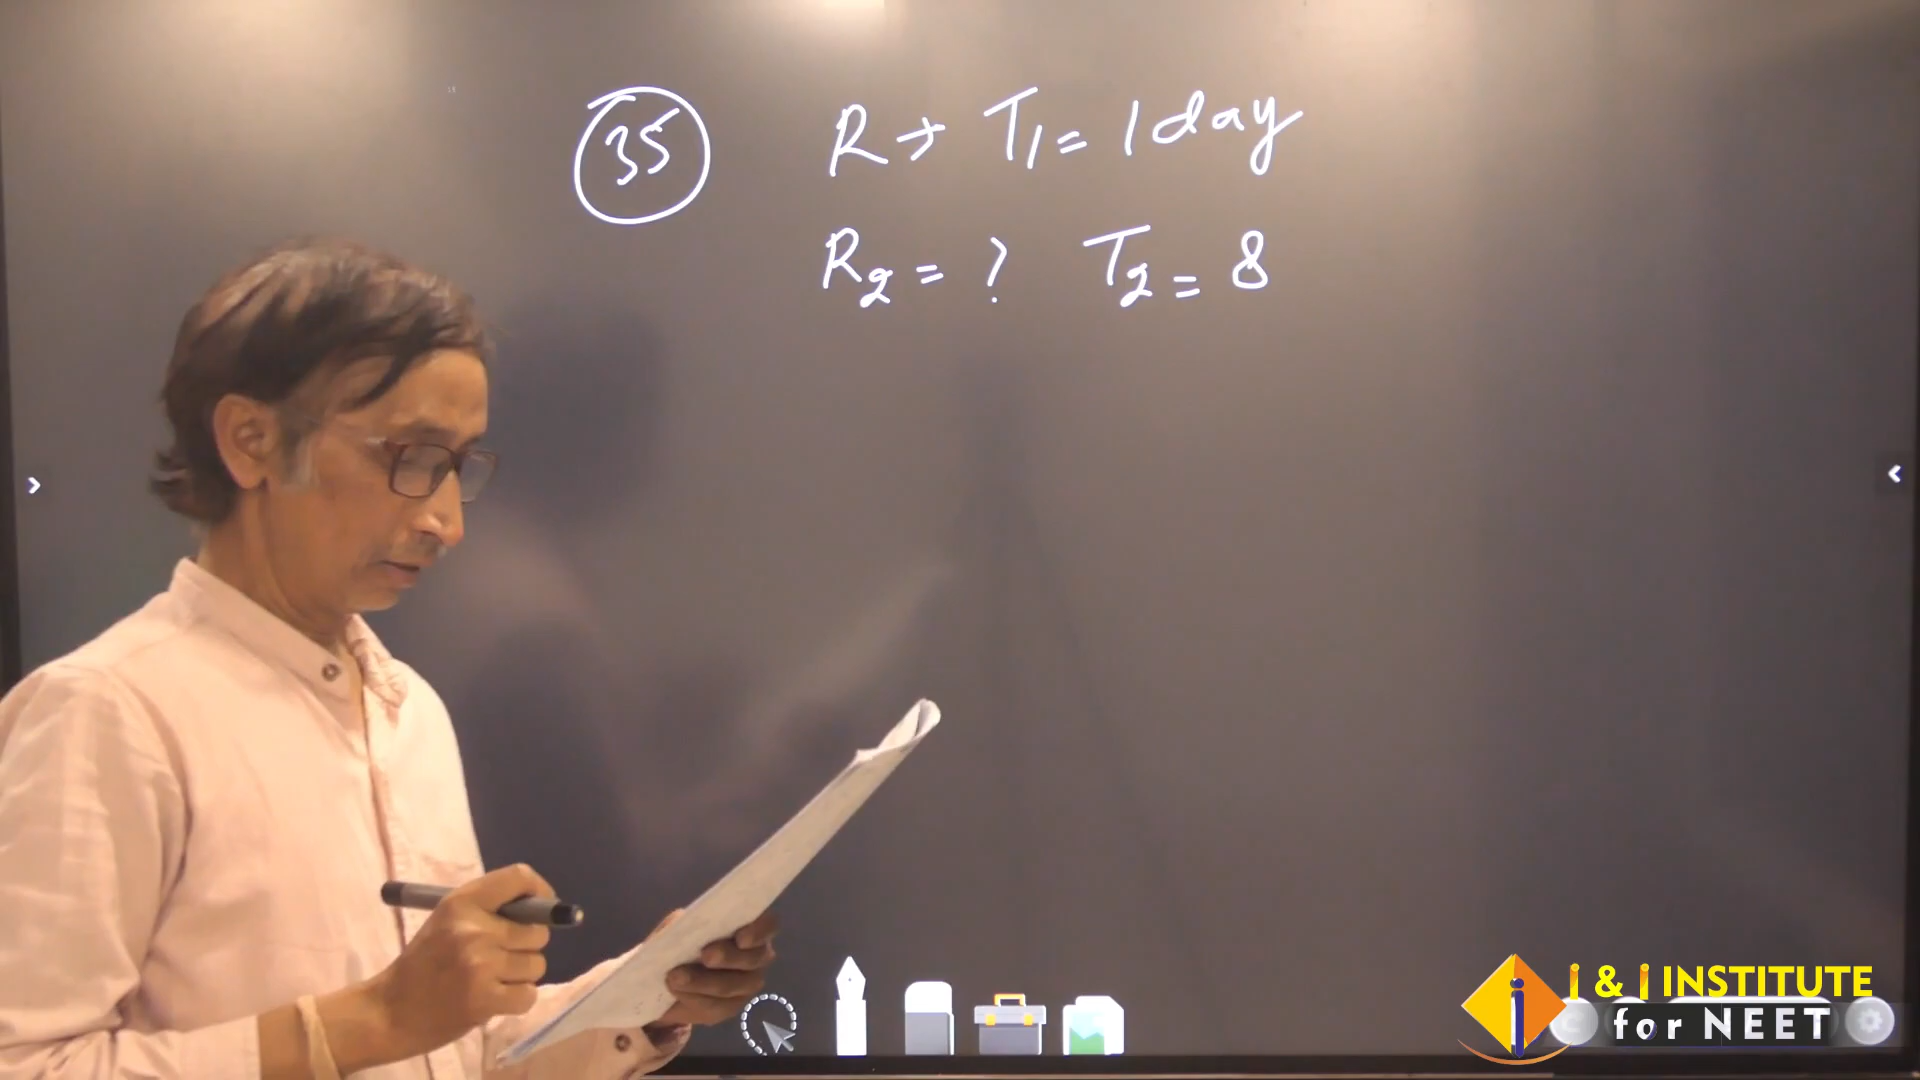 35
R → T₁ = 1 day
R₂ = ? T₂ = 8
i & i INSTITUTE
for NEET